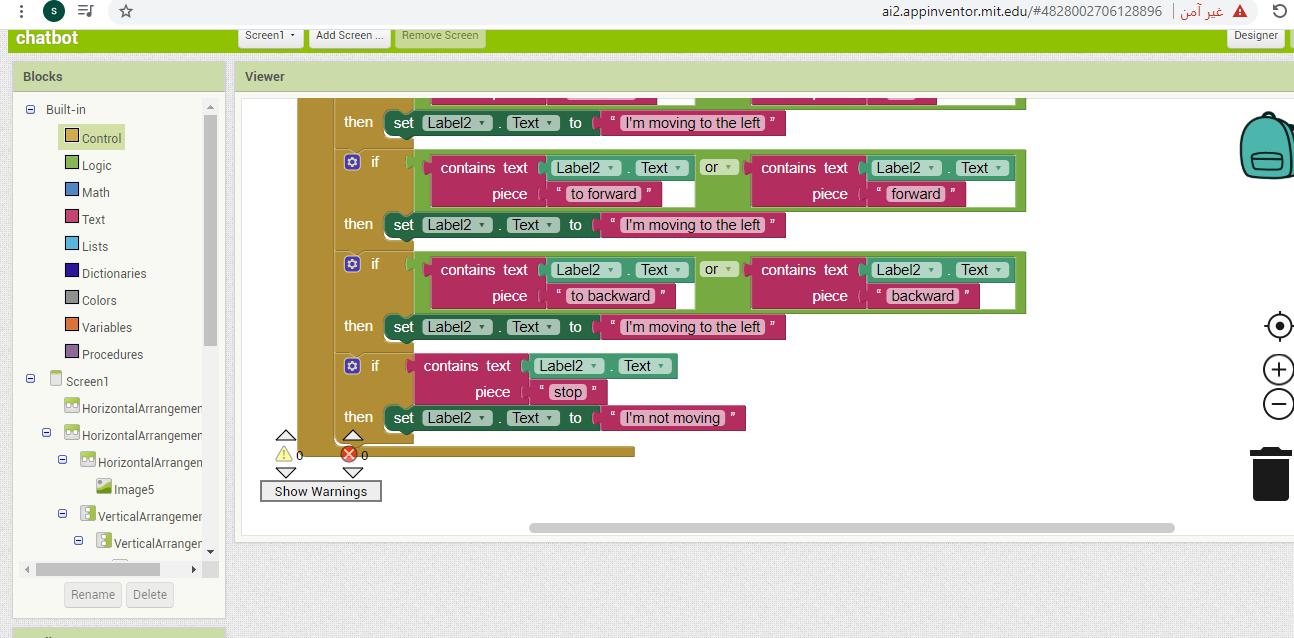 S
ai2.appinventor.mit.edu/#4828002706128896 غير آمن
chatbot
Screen1
Add Screen ...
Remove Screen
Designer
Blocks
Viewer
Built-in
Control
Logic
Math
Text
Lists
Dictionaries
Colors
Variables
Procedures
Screen1
HorizontalArrangemen
HorizontalArrangemen
HorizontalArrangen
Image5
VerticalArrangemer
VerticalArranger
Rename
Delete
then set Label2 . Text to “ I'm moving to the left ”
if contains text Label2 . Text or contains text Label2 . Text
piece “ to forward ” piece “ forward ”
then set Label2 . Text to “ I'm moving to the left ”
if contains text Label2 . Text or contains text Label2 . Text
piece “ to backward ” piece “ backward ”
then set Label2 . Text to “ I'm moving to the left ”
if contains text Label2 . Text
piece “ stop ”
then set Label2 . Text to “ I'm not moving ”
0 0
Show Warnings